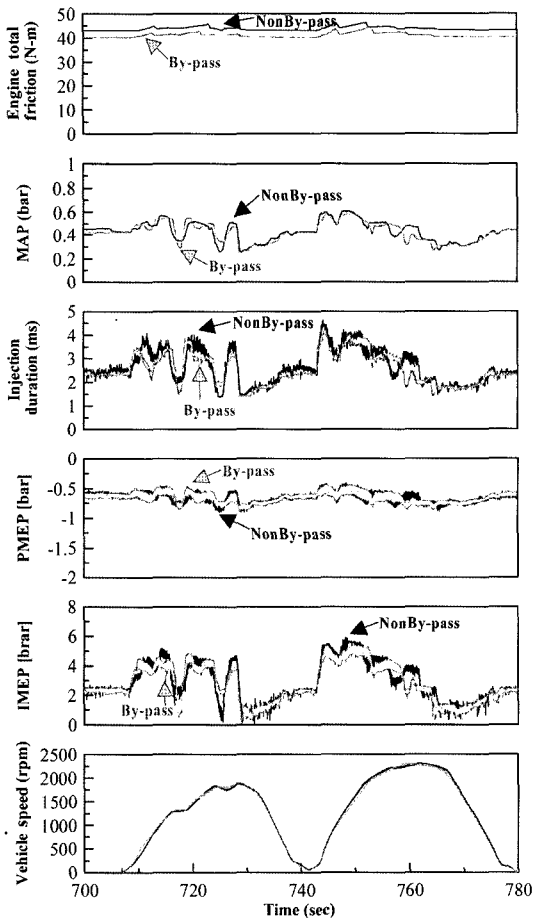 Engine total
friction (N-m)
50
40
30
20
10
0
NonBy-pass
By-pass
MAP (bar)
1
0.8
0.6
0.4
0.2
0
NonBy-pass
By-pass
Injection
duration (ms)
5
4
3
2
1
0
NonBy-pass
By-pass
PMEP [bar]
0
-0.5
-1
-1.5
-2
By-pass
NonBy-pass
IMEP [brar]
8
6
4
2
0
NonBy-pass
By-pass
Vehicle speed (rpm)
2500
2000
1500
1000
500
0
700 720 740 760 780
Time (sec)